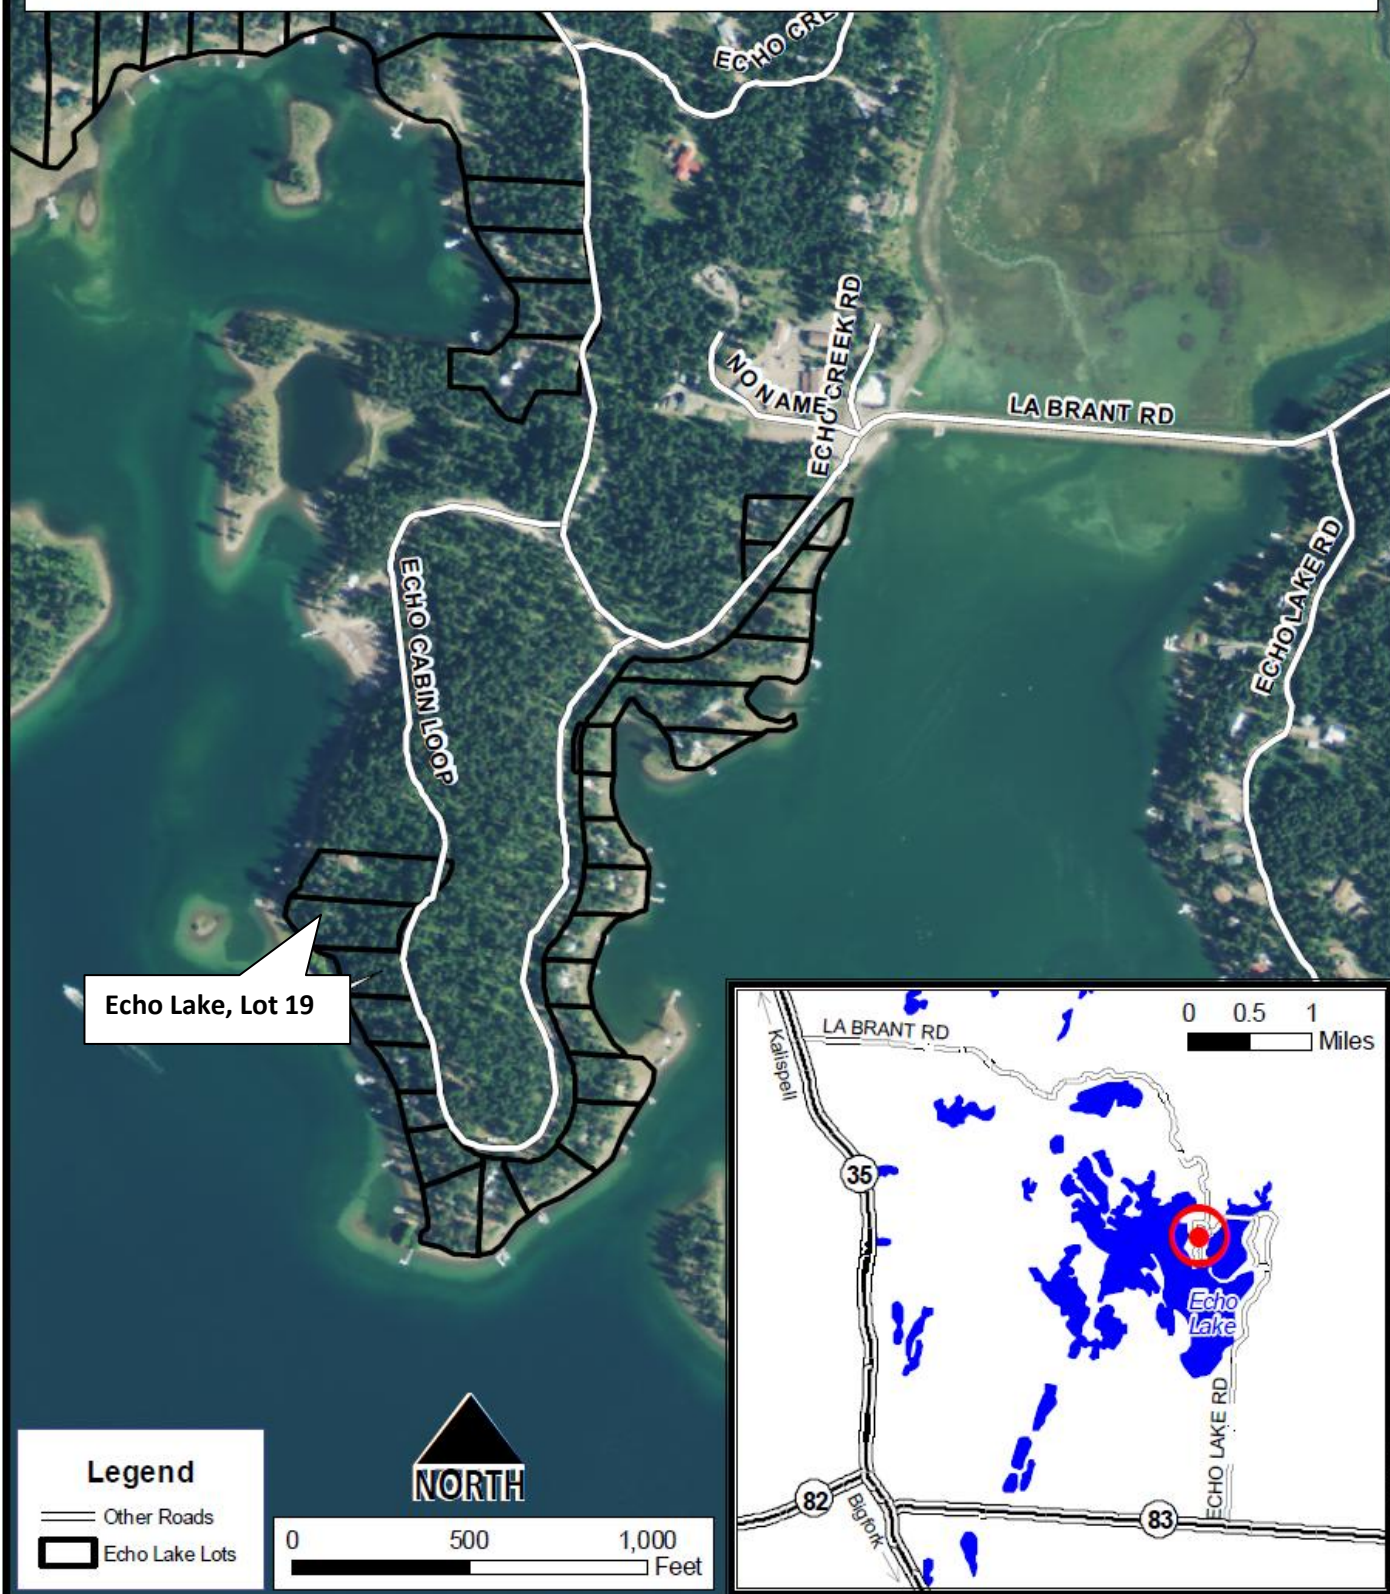 ECHO CRE
ECHO CREEK RD
NO NAME
LA BRANT RD
ECHO LAKE RD
ECHO CABIN LOOP
Echo Lake, Lot 19
NORTH
Legend
Other Roads
Echo Lake Lots
0 500 1,000
Feet
0 0.5 1
Miles
LA BRANT RD
Kalispell
35
Echo
Lake
ECHO LAKE RD
82
Bigfork
83